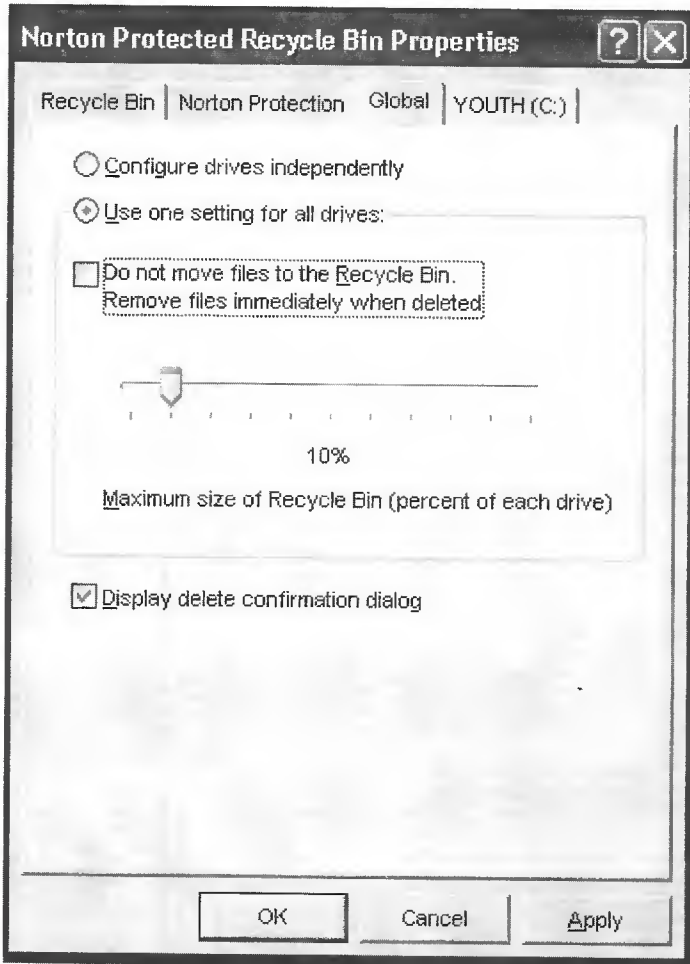 Norton Protected Recycle Bin Properties ? X
Recycle Bin Norton Protection Global YOUTH (C:)
Configure drives independently
Use one setting for all drives:
Do not move files to the Recycle Bin.
Remove files immediately when deleted
10%
Maximum size of Recycle Bin (percent of each drive)
Display delete confirmation dialog
OK Cancel Apply